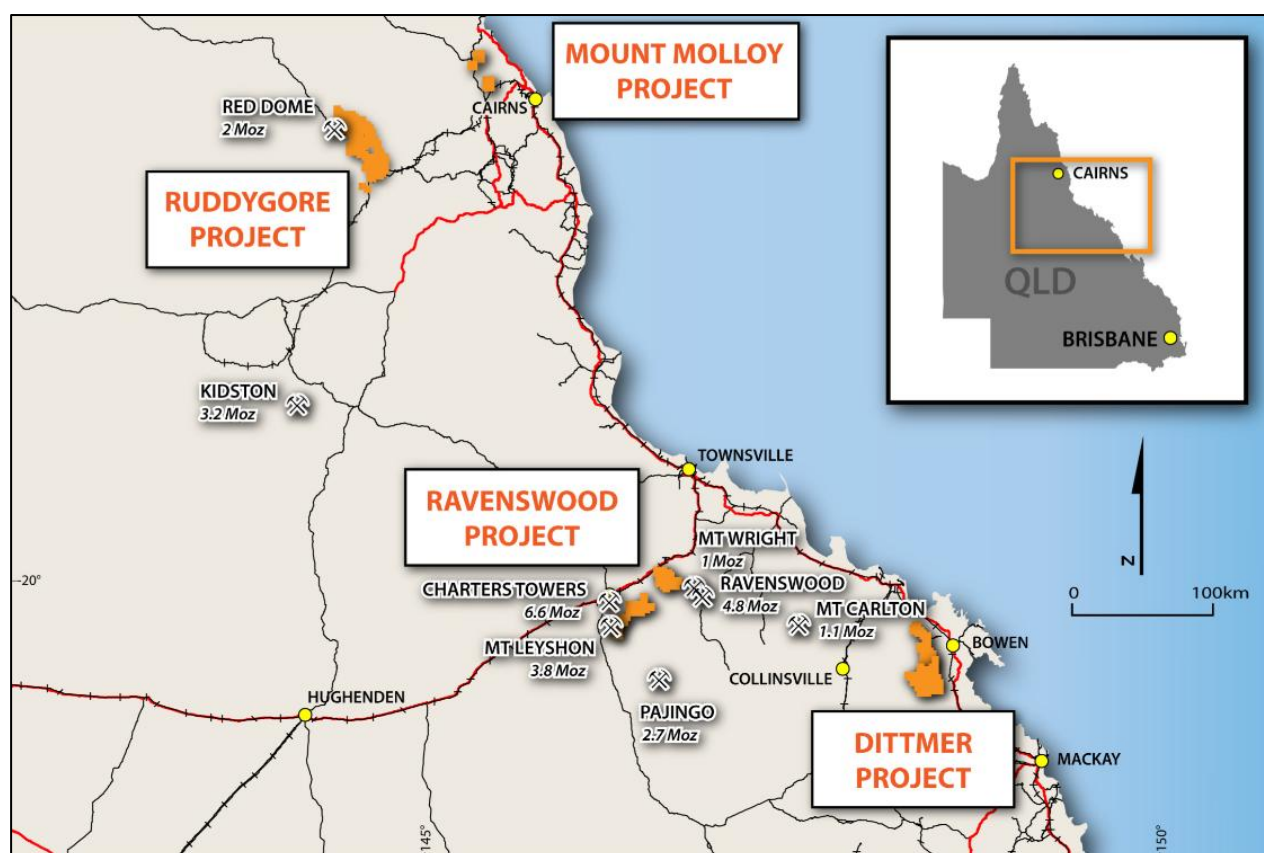 MOUNT MOLLOY
PROJECT
CAIRNS
RED DOME
2 Moz
RUDDYGORE
PROJECT
CAIRNS
QLD
BRISBANE
KIDSTON
3.2 Moz
TOWNSVILLE
RAVENSWOOD
PROJECT
MT WRIGHT
1 Moz
N
-20°
CHARTERS TOWERS
6.6 Moz
RAVENSWOOD
4.8 Moz
MT CARLTON
1.1 Moz
0
100km
MT LEYSHON
3.8 Moz
BOWEN
COLLINSVILLE
HUGHENDEN
PAJINGO
2.7 Moz
DITTMER
PROJECT
MACKAY
145°
150°